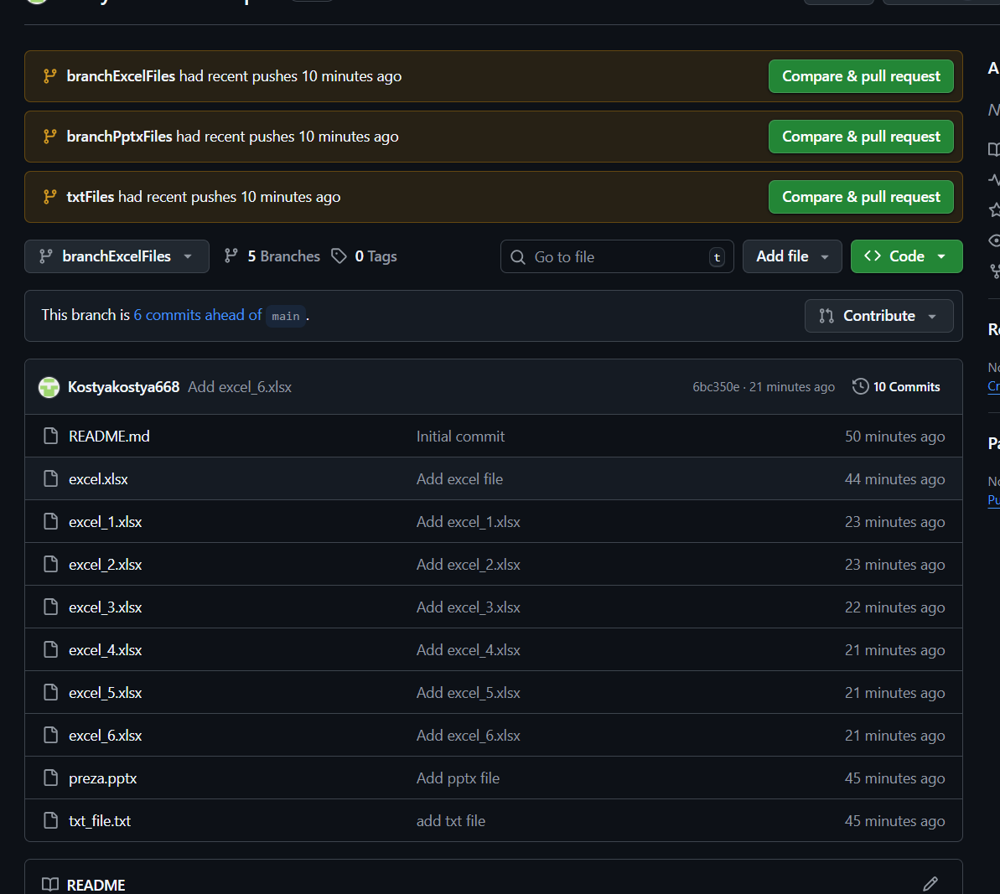 branchExcelFiles had recent pushes 10 minutes ago
Compare & pull request
branchPptxFiles had recent pushes 10 minutes ago
Compare & pull request
txtFiles had recent pushes 10 minutes ago
Compare & pull request
branchExcelFiles
5 Branches
0 Tags
Go to file
t
Add file
Code
This branch is 6 commits ahead of main.
Contribute
Kostyakostya668 Add excel_6.xlsx
6bc350e · 21 minutes ago
10 Commits
README.md Initial commit 50 minutes ago
excel.xlsx Add excel file 44 minutes ago
excel_1.xlsx Add excel_1.xlsx 23 minutes ago
excel_2.xlsx Add excel_2.xlsx 23 minutes ago
excel_3.xlsx Add excel_3.xlsx 22 minutes ago
excel_4.xlsx Add excel_4.xlsx 21 minutes ago
excel_5.xlsx Add excel_5.xlsx 21 minutes ago
excel_6.xlsx Add excel_6.xlsx 21 minutes ago
preza.pptx Add pptx file 45 minutes ago
txt_file.txt add txt file 45 minutes ago
README